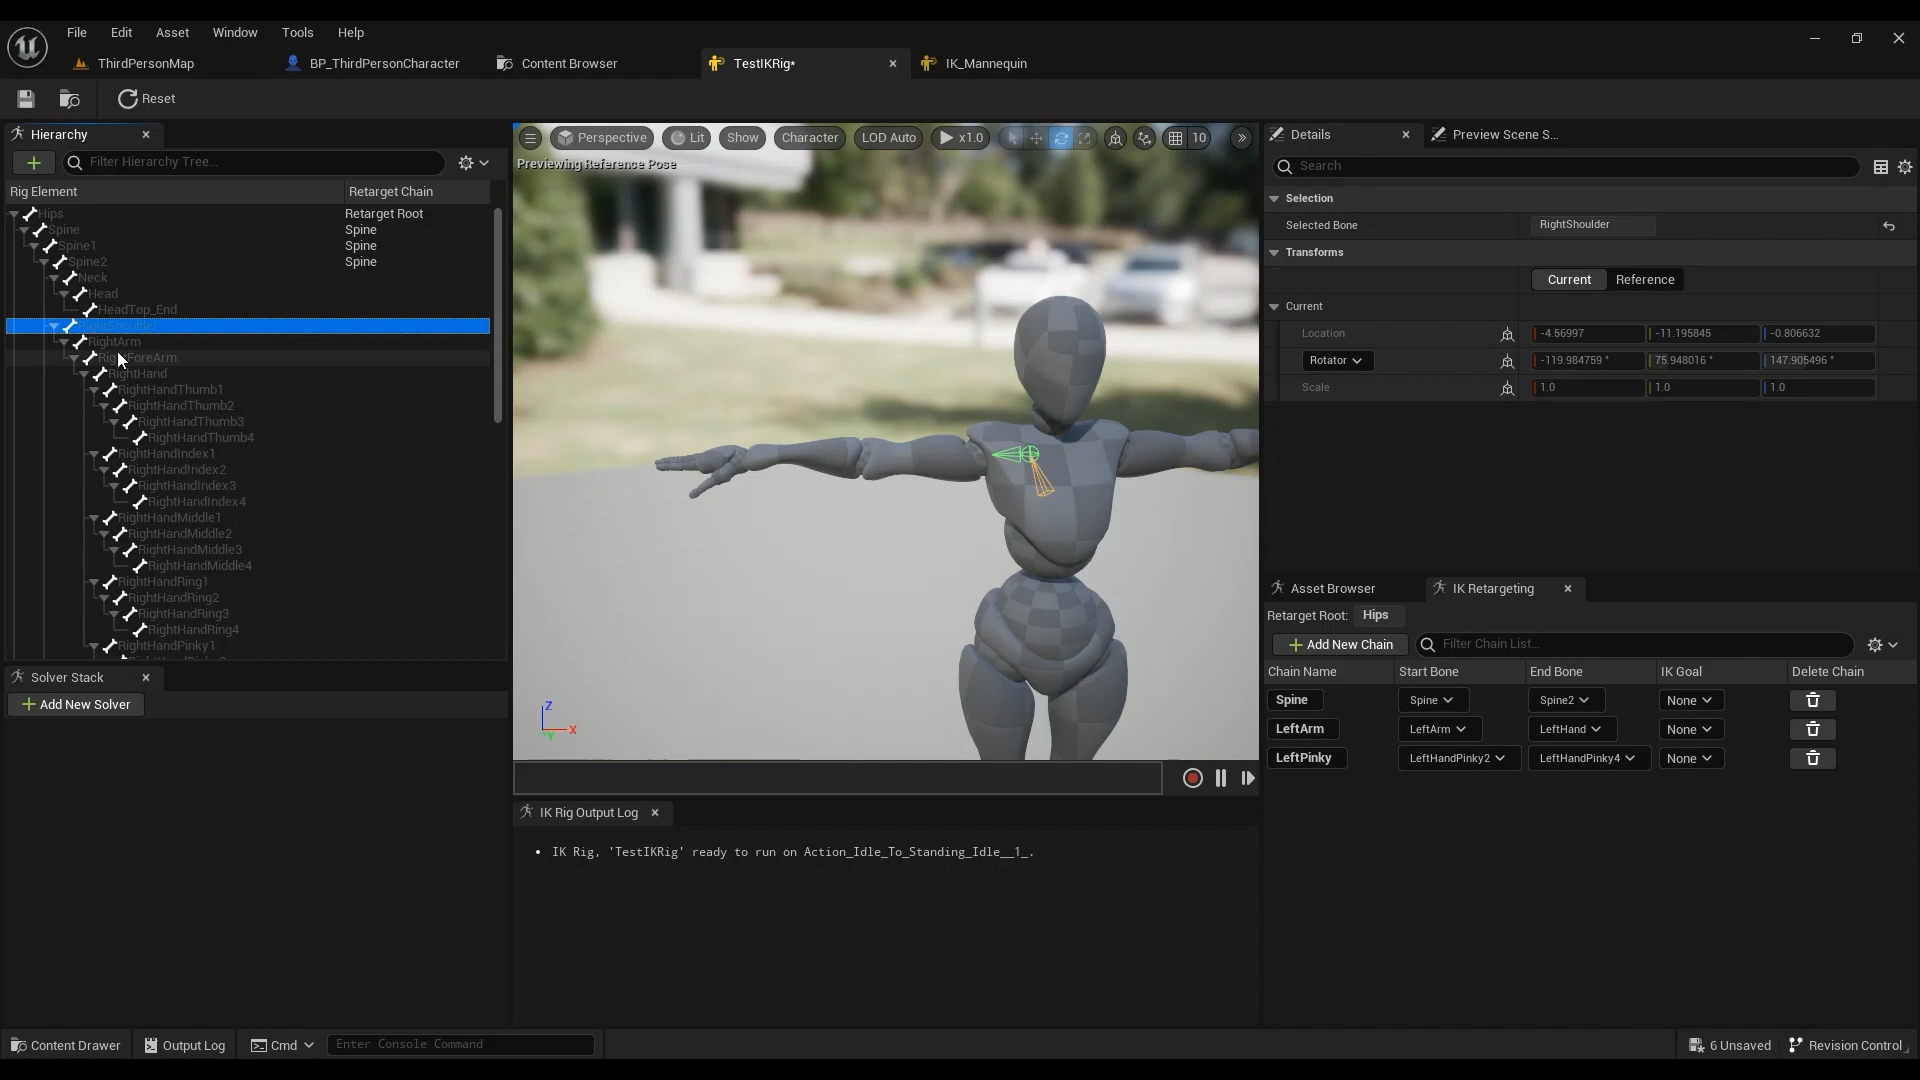 File Edit Asset Window Tools Help
ThirdPersonMap BP_ThirdPersonCharacter Content Browser TestIKRig* IK_Mannequin
Reset
Hierarchy
Filter Hierarchy Tree...
Rig Element Retarget Chain
Hips Retarget Root
Spine Spine
Spine1 Spine
Spine2 Spine
Neck
Head
HeadTop_End
RightShoulder
RightArm
RightForeArm
RightHand
RightHandThumb1
RightHandThumb2
RightHandThumb3
RightHandThumb4
RightHandIndex1
RightHandIndex2
RightHandIndex3
RightHandIndex4
RightHandMiddle1
RightHandMiddle2
RightHandMiddle3
RightHandMiddle4
RightHandRing1
RightHandRing2
RightHandRing3
RightHandRing4
RightHandPinky1
Solver Stack
Add New Solver
Perspective Lit Show Character LOD Auto x1.0 10
Previewing Reference Pose
Z
X
Y
IK Rig Output Log
• IK Rig, 'TestIKRig' ready to run on Action_Idle_To_Standing_Idle__1_.
Details Preview Scene S...
Search
Selection
Selected Bone RightShoulder
Transforms
Current Reference
Current
Location -4.56997 -11.195845 -0.806632
Rotator -119.984759 ° 75.948016 ° 147.905496 °
Scale 1.0 1.0 1.0
Asset Browser IK Retargeting
Retarget Root: Hips
Add New Chain Filter Chain List...
Chain Name Start Bone End Bone IK Goal Delete Chain
Spine Spine Spine2 None
LeftArm LeftArm LeftHand None
LeftPinky LeftHandPinky2 LeftHandPinky4 None
Content Drawer Output Log Cmd Enter Console Command 6 Unsaved Revision Control